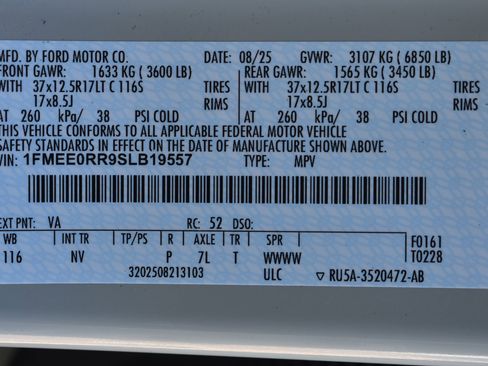 MFD. BY FORD MOTOR CO. DATE: 08/25 GVWR: 3107 KG ( 6850 LB)
FRONT GAWR: 1633 KG ( 3600 LB) REAR GAWR: 1565 KG ( 3450 LB)
WITH 37x12.5R17LT C 116S TIRES WITH 37x12.5R17LT C 116S TIRES
17x8.5J RIMS 17x8.5J RIMS
AT 260 kPa/ 38 PSI COLD AT 260 kPa/ 38 PSI COLD
THIS VEHICLE CONFORMS TO ALL APPLICABLE FEDERAL MOTOR VEHICLE
SAFETY STANDARDS IN EFFECT ON THE DATE OF MANUFACTURE SHOWN ABOVE.
VIN: 1FMEE0RR9SLB19557 TYPE: MPV
EXT PNT: VA RC: 52 DSO:
WB INT TR TP/PS R AXLE TR SPR F0161
116 NV P 7L T WWWW T0228
3202508213103 ULC ▽ RU5A-3520472-AB